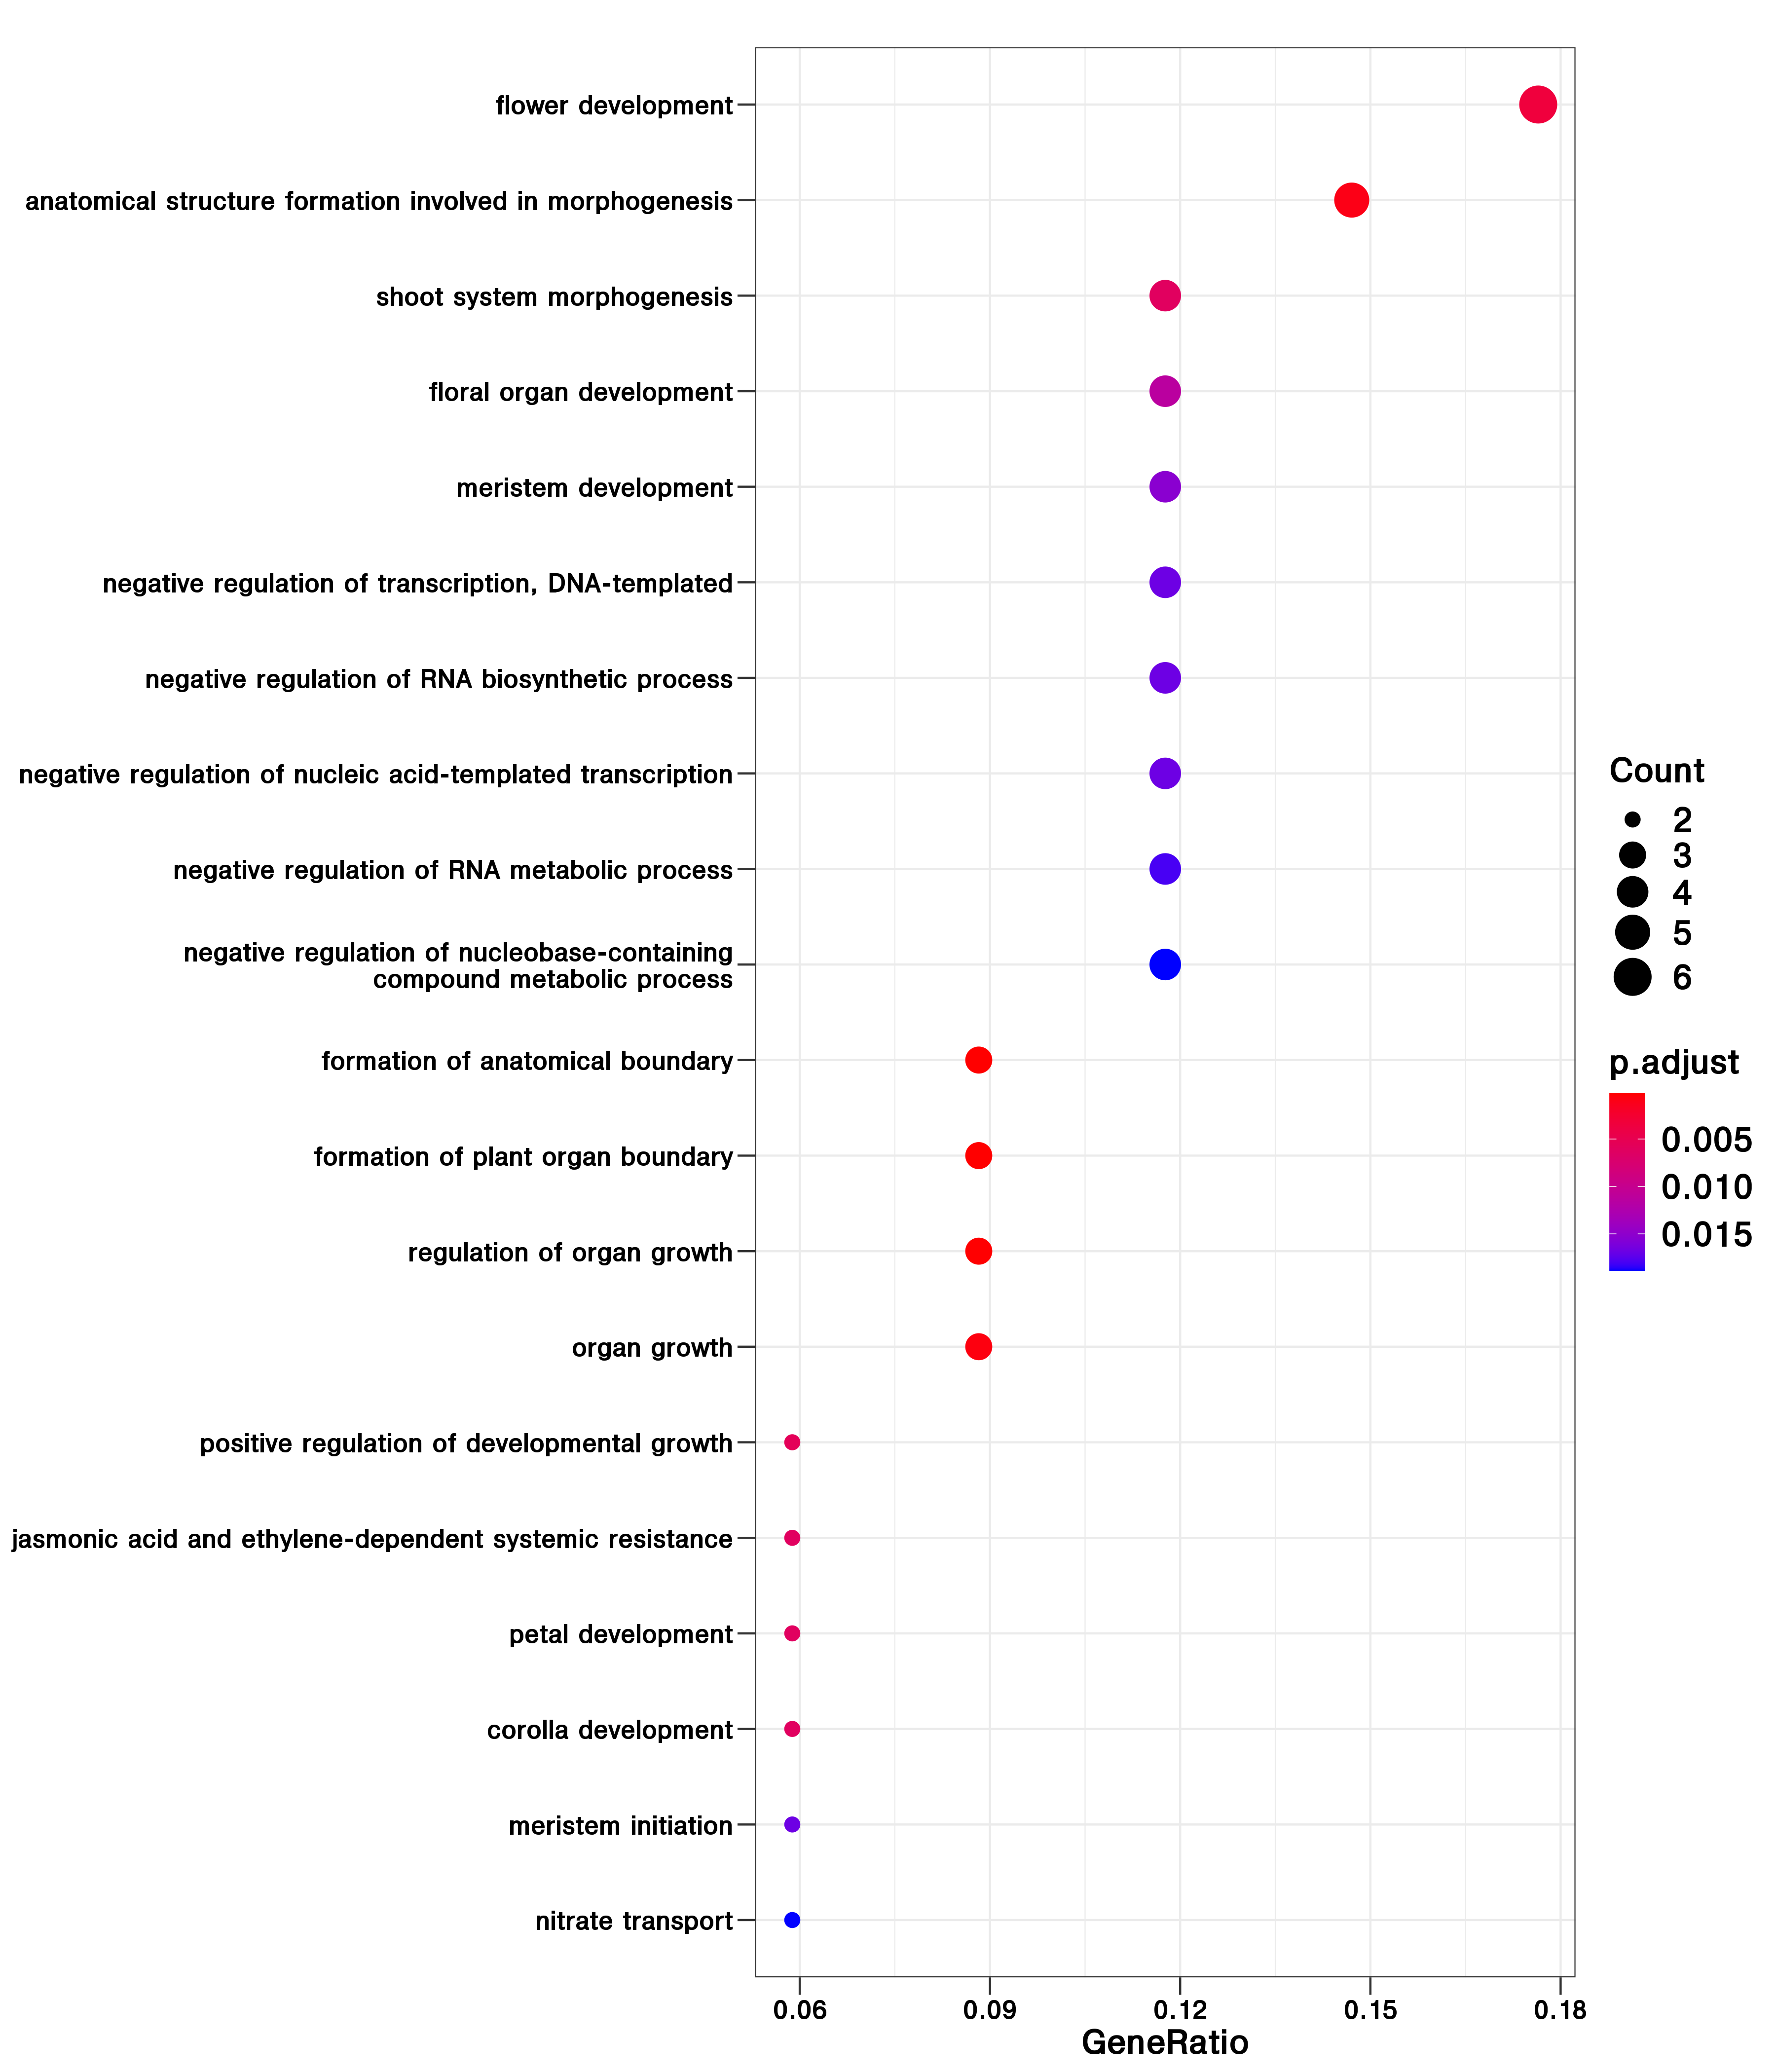 flower development
anatomical structure formation involved in morphogenesis
shoot system morphogenesis
floral organ development
meristem development
negative regulation of transcription, DNA-templated
negative regulation of RNA biosynthetic process
negative regulation of nucleic acid-templated transcription
negative regulation of RNA metabolic process
negative regulation of nucleobase-containing
compound metabolic process
formation of anatomical boundary
formation of plant organ boundary
regulation of organ growth
organ growth
positive regulation of developmental growth
jasmonic acid and ethylene-dependent systemic resistance
petal development
corolla development
meristem initiation
nitrate transport
0.06 0.09 0.12 0.15 0.18
GeneRatio
Count
2
3
4
5
6
p.adjust
0.005
0.010
0.015